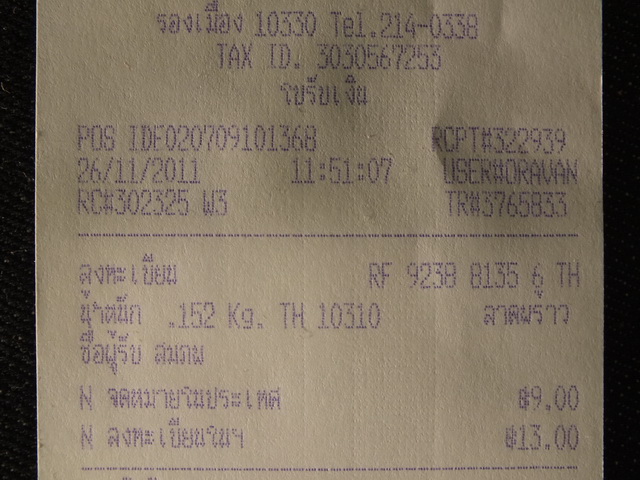 รองเมือง 10330 Tel.214-0338
TAX ID. 3030567253
ใบรับเงิน
POS IDF020709101368 RCPT#322939
26/11/2011 11:51:07 USER#ORAVAN
RC#302325 W3 TR#3765833
ลงทะเบียน RF 9238 8135 6 TH
น้ำหนัก .152 Kg. TH 10310 ลาดพร้าว
ชื่อผู้รับ สมภพ
N จดหมายในประเทศ ฿9.00
N ลงทะเบียนในฯ ฿13.00